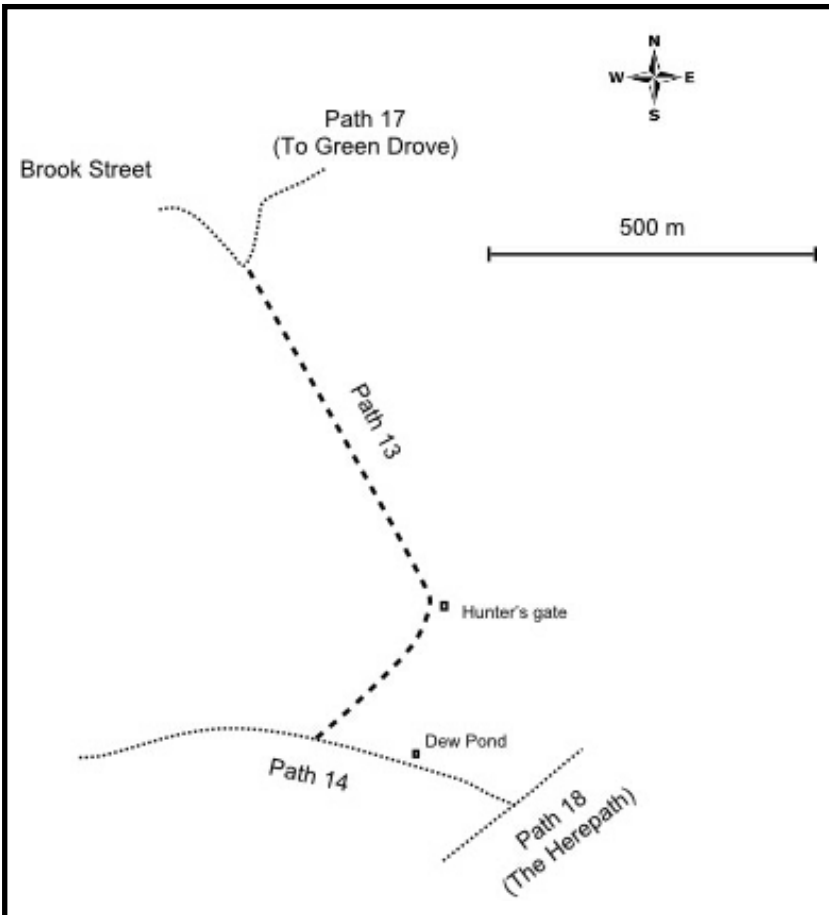 N
W E
S
Path 17
(To Green Drove)
Brook Street
500 m
Path 13
Hunter's gate
Dew Pond
Path 14
Path 18
(The Herepath)